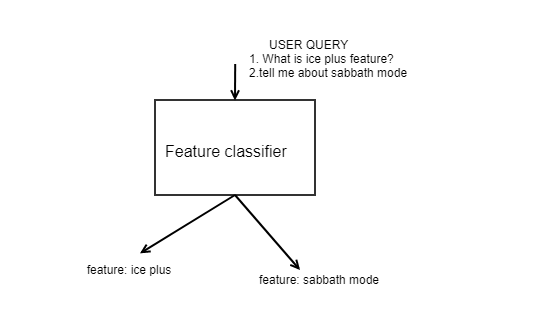 USER QUERY
1. What is ice plus feature?
2.tell me about sabbath mode
Feature classifier
feature: ice plus
feature: sabbath mode